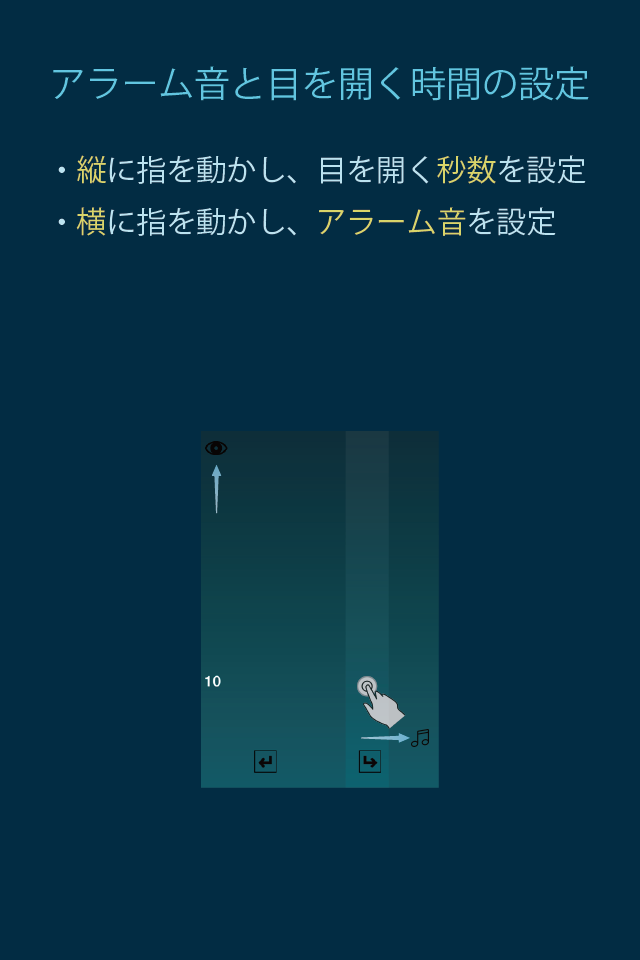 アラーム音と目を開く時間の設定
・縦に指を動かし、目を開く秒数を設定
・横に指を動かし、アラーム音を設定
10